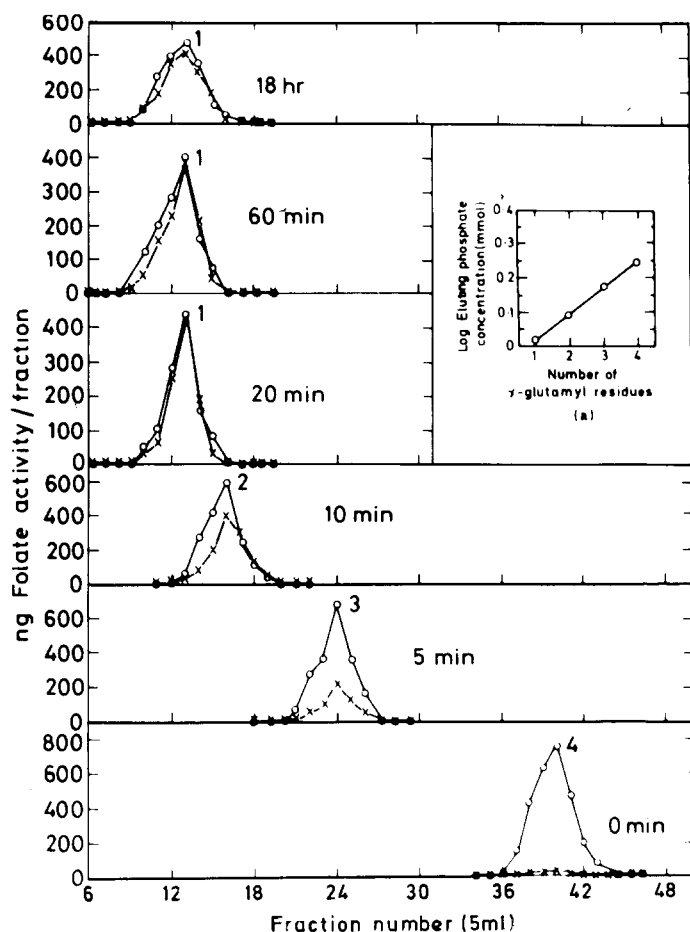 ng Folate activity/fraction
600
400
200
0
1
18 hr
400
300
200
100
0
1
60 min
Log Eluting phosphate
concentration(mmol)
0·4
0·3
0·2
0·1
0
1 2 3 4
Number of
γ-glutamyl residues
(a)
400
300
200
100
0
1
20 min
600
400
200
0
2
10 min
600
400
200
0
3
5 min
800
600
400
200
0
4
0 min
6 12 18 24 30 36 42 48
Fraction number (5ml)